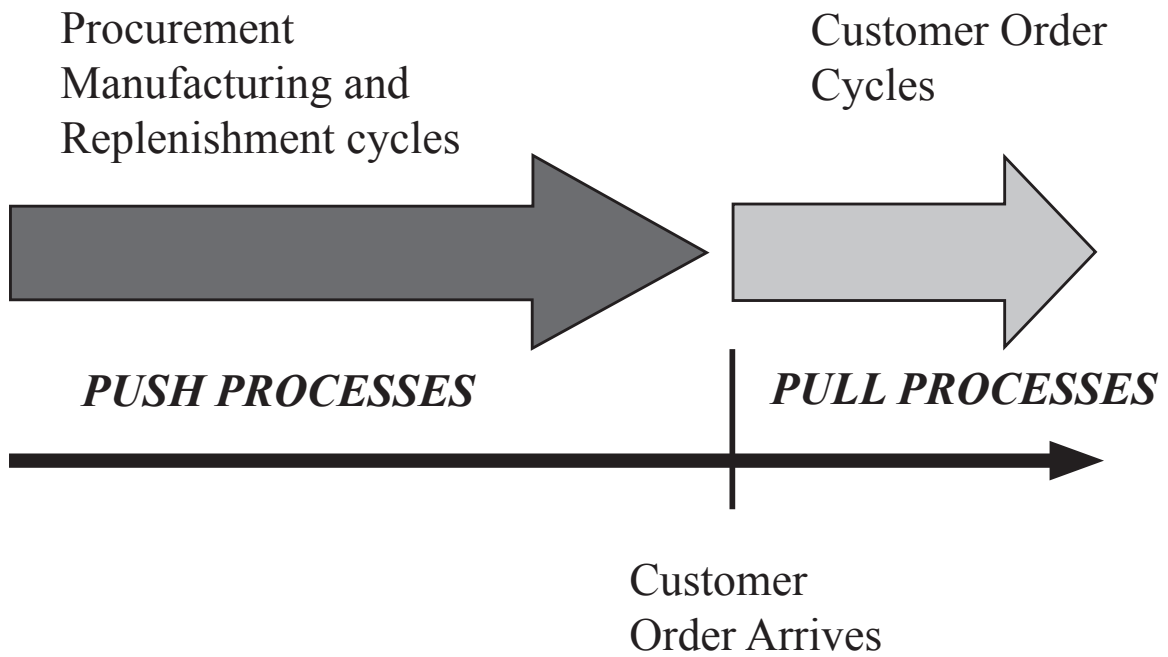 Procurement
Manufacturing and
Replenishment cycles
Customer Order
Cycles
PUSH PROCESSES
PULL PROCESSES
Customer
Order Arrives